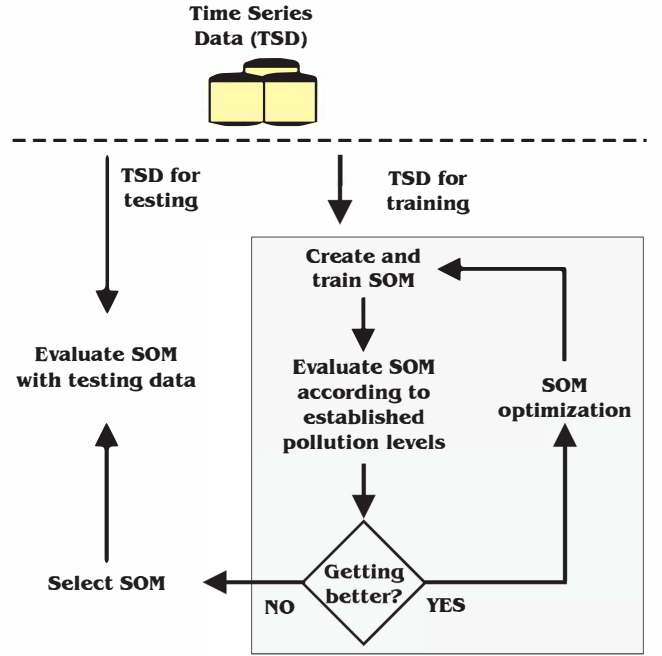 Time Series
Data (TSD)
TSD for
testing
TSD for
training
Create and
train SOM
Evaluate SOM
with testing data
Evaluate SOM
according to
established
pollution levels
SOM
optimization
Getting
better?
Select SOM
NO
YES